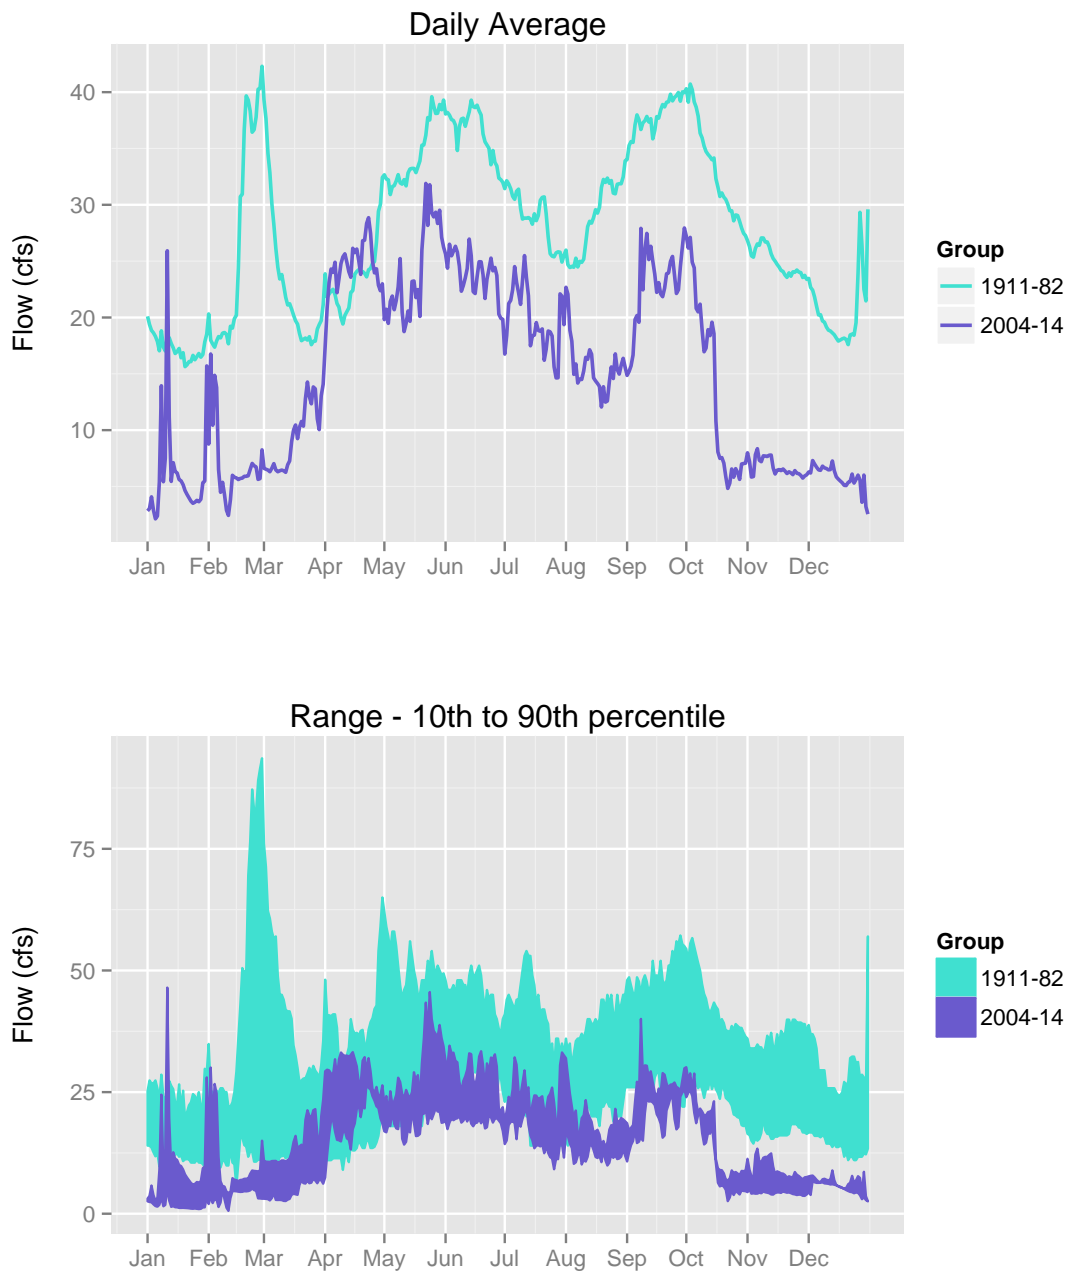 Daily Average
Flow (cfs)
40
30
20
10
Jan Feb Mar Apr May Jun Jul Aug Sep Oct Nov Dec
Group
1911-82
2004-14
Range - 10th to 90th percentile
Flow (cfs)
75
50
25
0
Jan Feb Mar Apr May Jun Jul Aug Sep Oct Nov Dec
Group
1911-82
2004-14